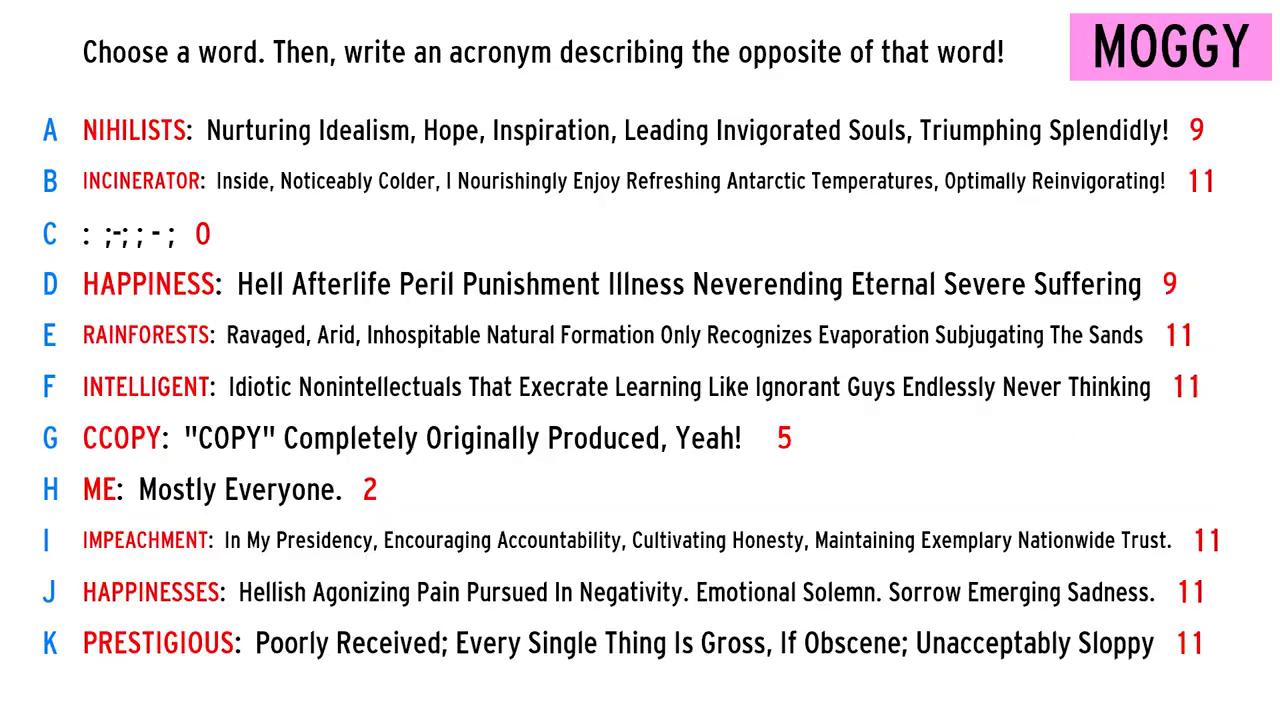 Choose a word. Then, write an acronym describing the opposite of that word!
MOGGY
A NIHILISTS: Nurturing Idealism, Hope, Inspiration, Leading Invigorated Souls, Triumphing Splendidly! 9
B INCINERATOR: Inside, Noticeably Colder, I Nourishingly Enjoy Refreshing Antarctic Temperatures, Optimally Reinvigorating! 11
C : ;-; ; - ; 0
D HAPPINESS: Hell Afterlife Peril Punishment Illness Neverending Eternal Severe Suffering 9
E RAINFORESTS: Ravaged, Arid, Inhospitable Natural Formation Only Recognizes Evaporation Subjugating The Sands 11
F INTELLIGENT: Idiotic Nonintellectuals That Execrate Learning Like Ignorant Guys Endlessly Never Thinking 11
G CCOPY: "COPY" Completely Originally Produced, Yeah! 5
H ME: Mostly Everyone. 2
I IMPEACHMENT: In My Presidency, Encouraging Accountability, Cultivating Honesty, Maintaining Exemplary Nationwide Trust. 11
J HAPPINESSES: Hellish Agonizing Pain Pursued In Negativity. Emotional Solemn. Sorrow Emerging Sadness. 11
K PRESTIGIOUS: Poorly Received; Every Single Thing Is Gross, If Obscene; Unacceptably Sloppy 11